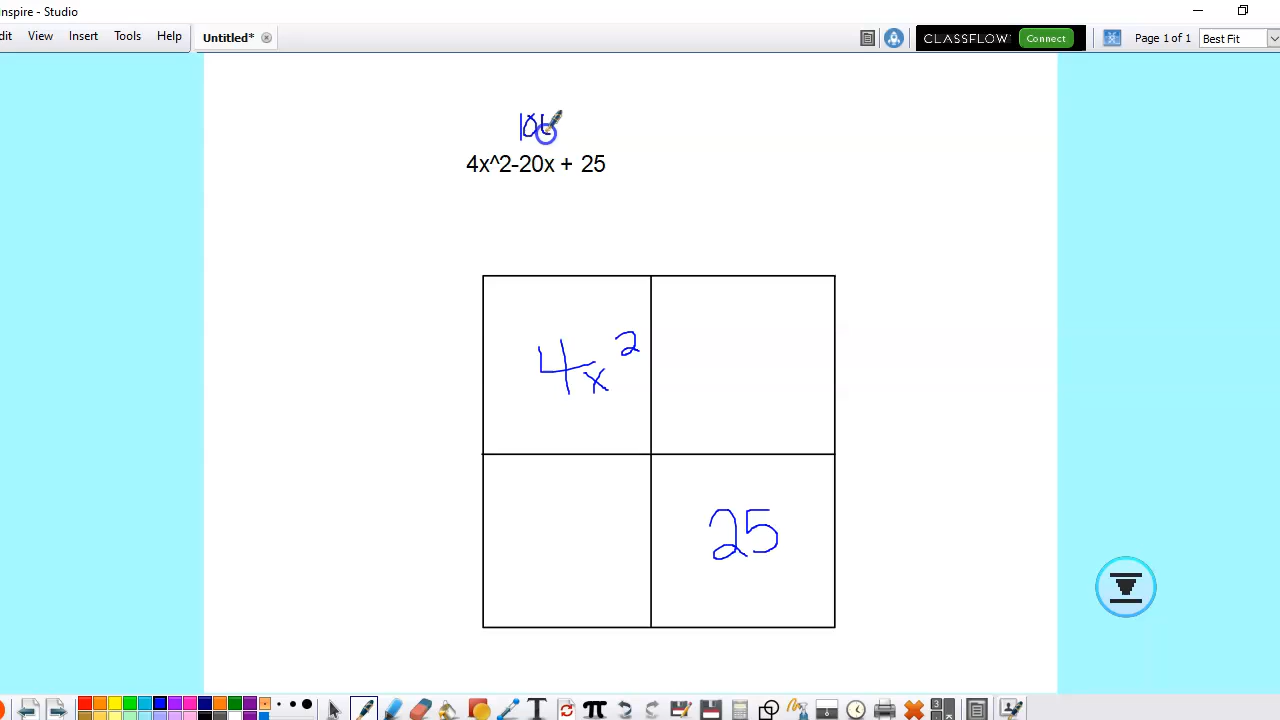 nspire - Studio
dit View Insert Tools Help
Untitled*
CLASSFLOW Connect
Page 1 of 1
Best Fit
4x^2-20x + 25
4x 2
25